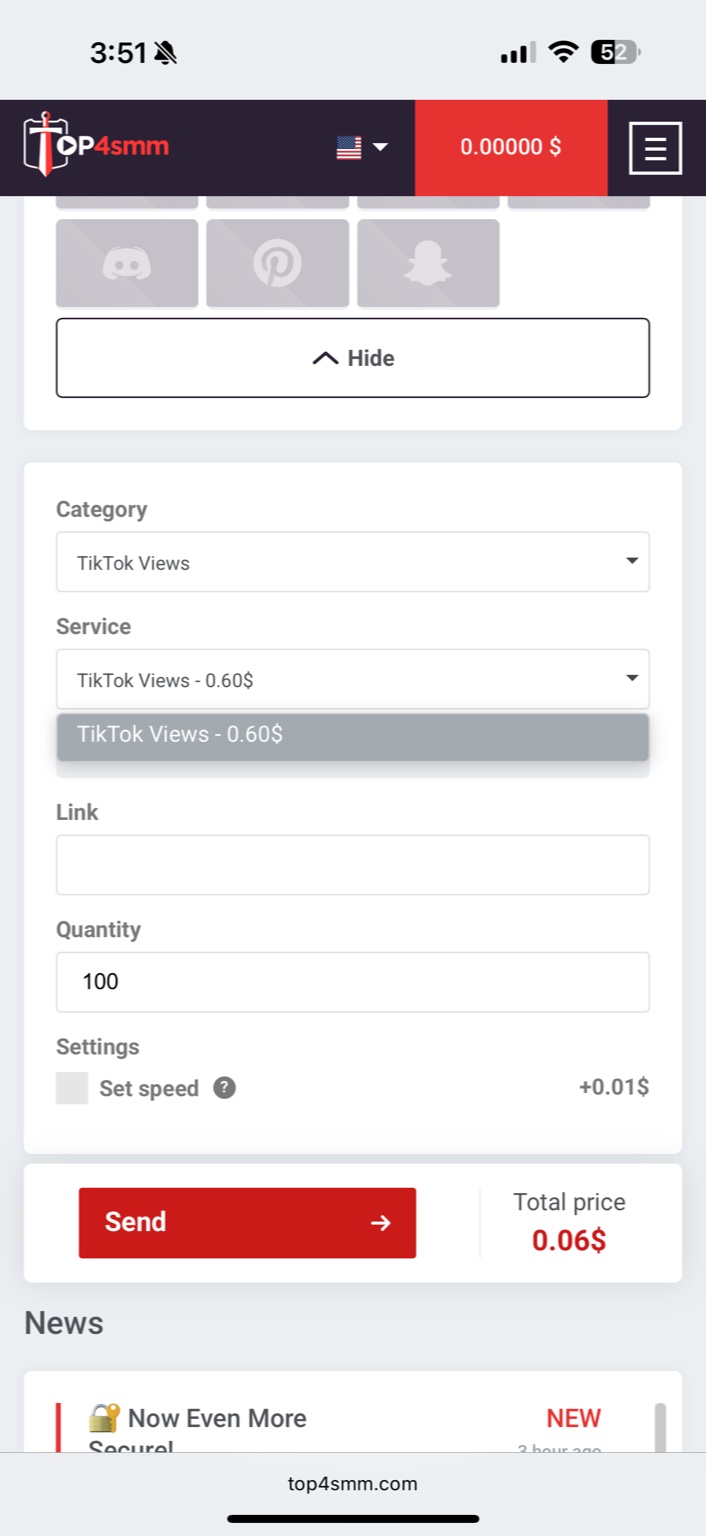 3:51
52
TOP4smm
0.00000 $
Hide
Category
TikTok Views
Service
TikTok Views - 0.60$
TikTok Views - 0.60$
Link
Quantity
100
Settings
Set speed ? +0.01$
Send
Total price
0.06$
News
Now Even More
NEW
Secure!
3 hour ago
top4smm.com